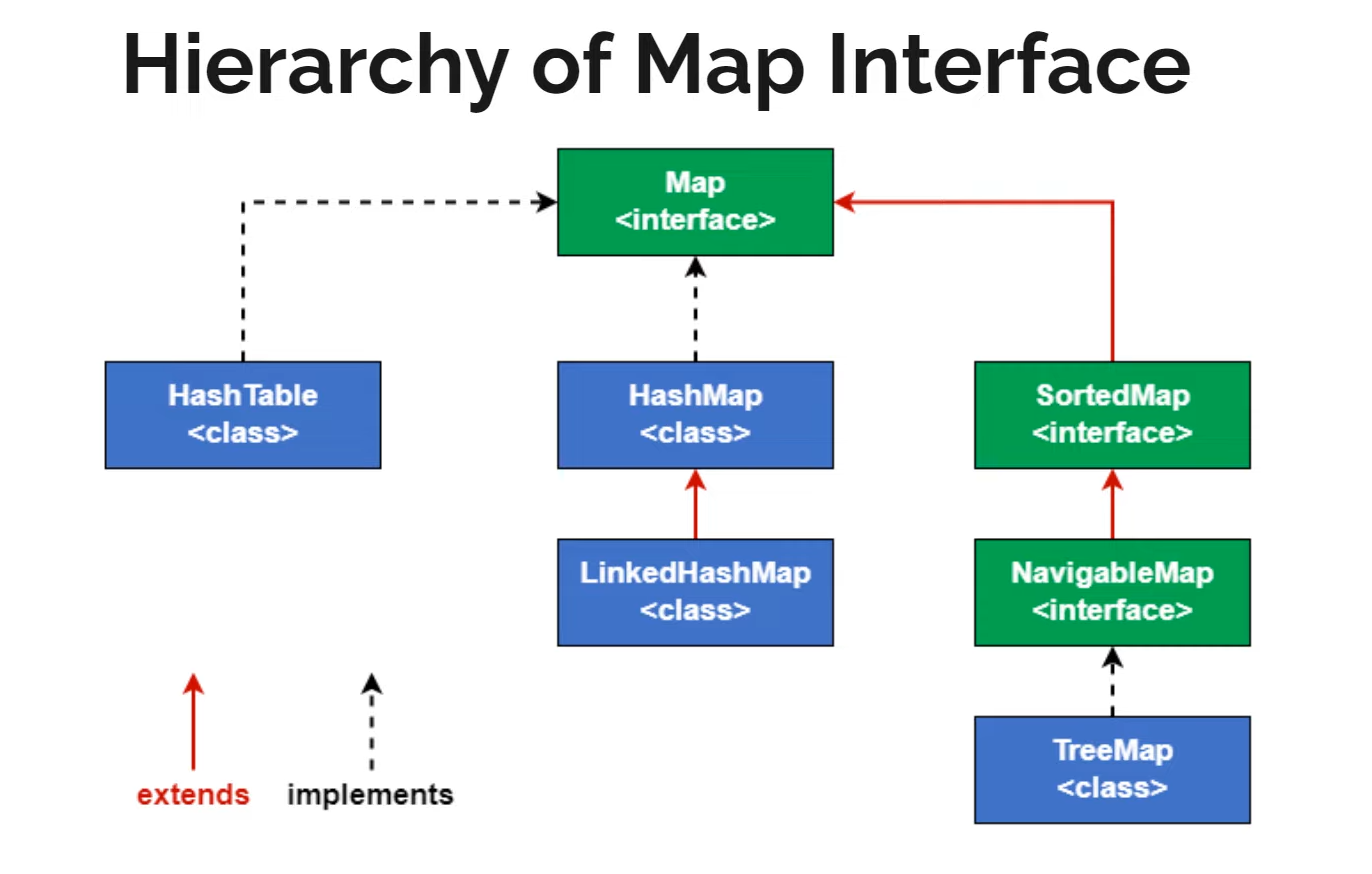 Hierarchy of Map Interface
Map
<interface>
HashTable
<class>
HashMap
<class>
SortedMap
<interface>
LinkedHashMap
<class>
NavigableMap
<interface>
TreeMap
<class>
extends
implements